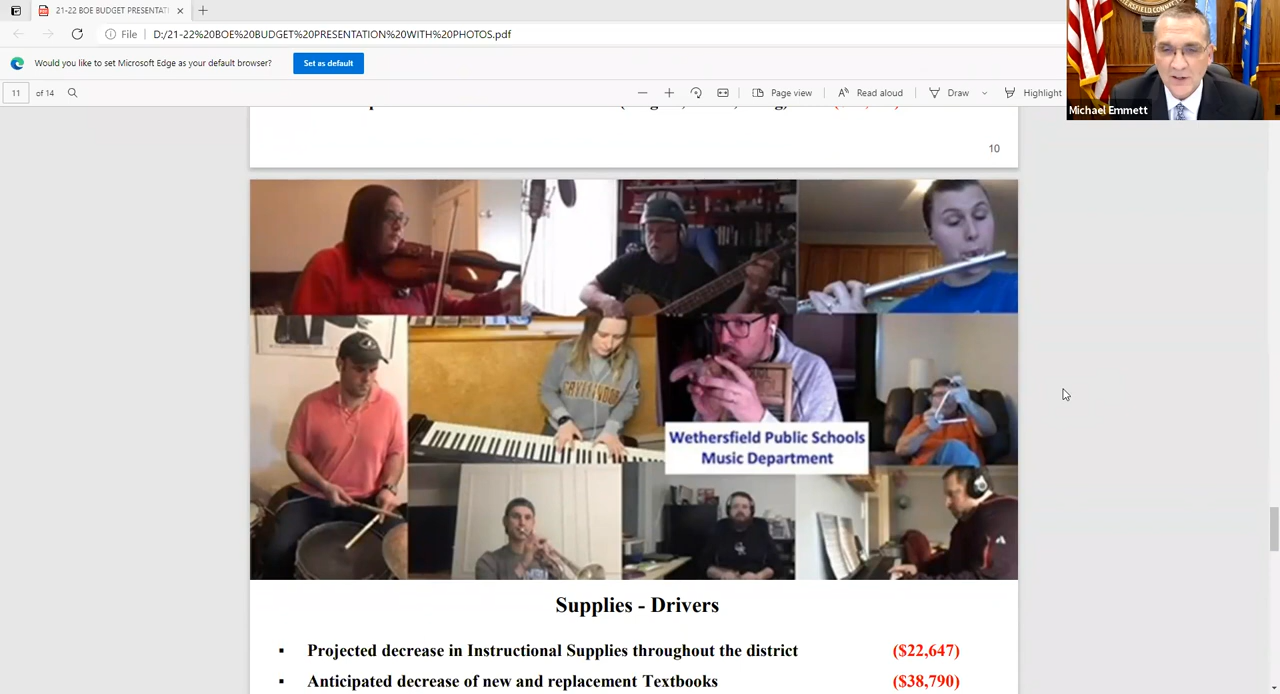 21-22 BOE BUDGET PRESENTAT
File
D:/21-22%20BOE%20BUDGET%20PRESENTATION%20WITH%20PHOTOS.pdf
Would you like to set Microsoft Edge as your default browser?
Set as default
11
of 14
Page view
Read aloud
Draw
Highlight
Michael Emmett
10
Wethersfield Public Schools
Music Department
Supplies - Drivers
▪ Projected decrease in Instructional Supplies throughout the district ($22,647)
▪ Anticipated decrease of new and replacement Textbooks ($38,790)